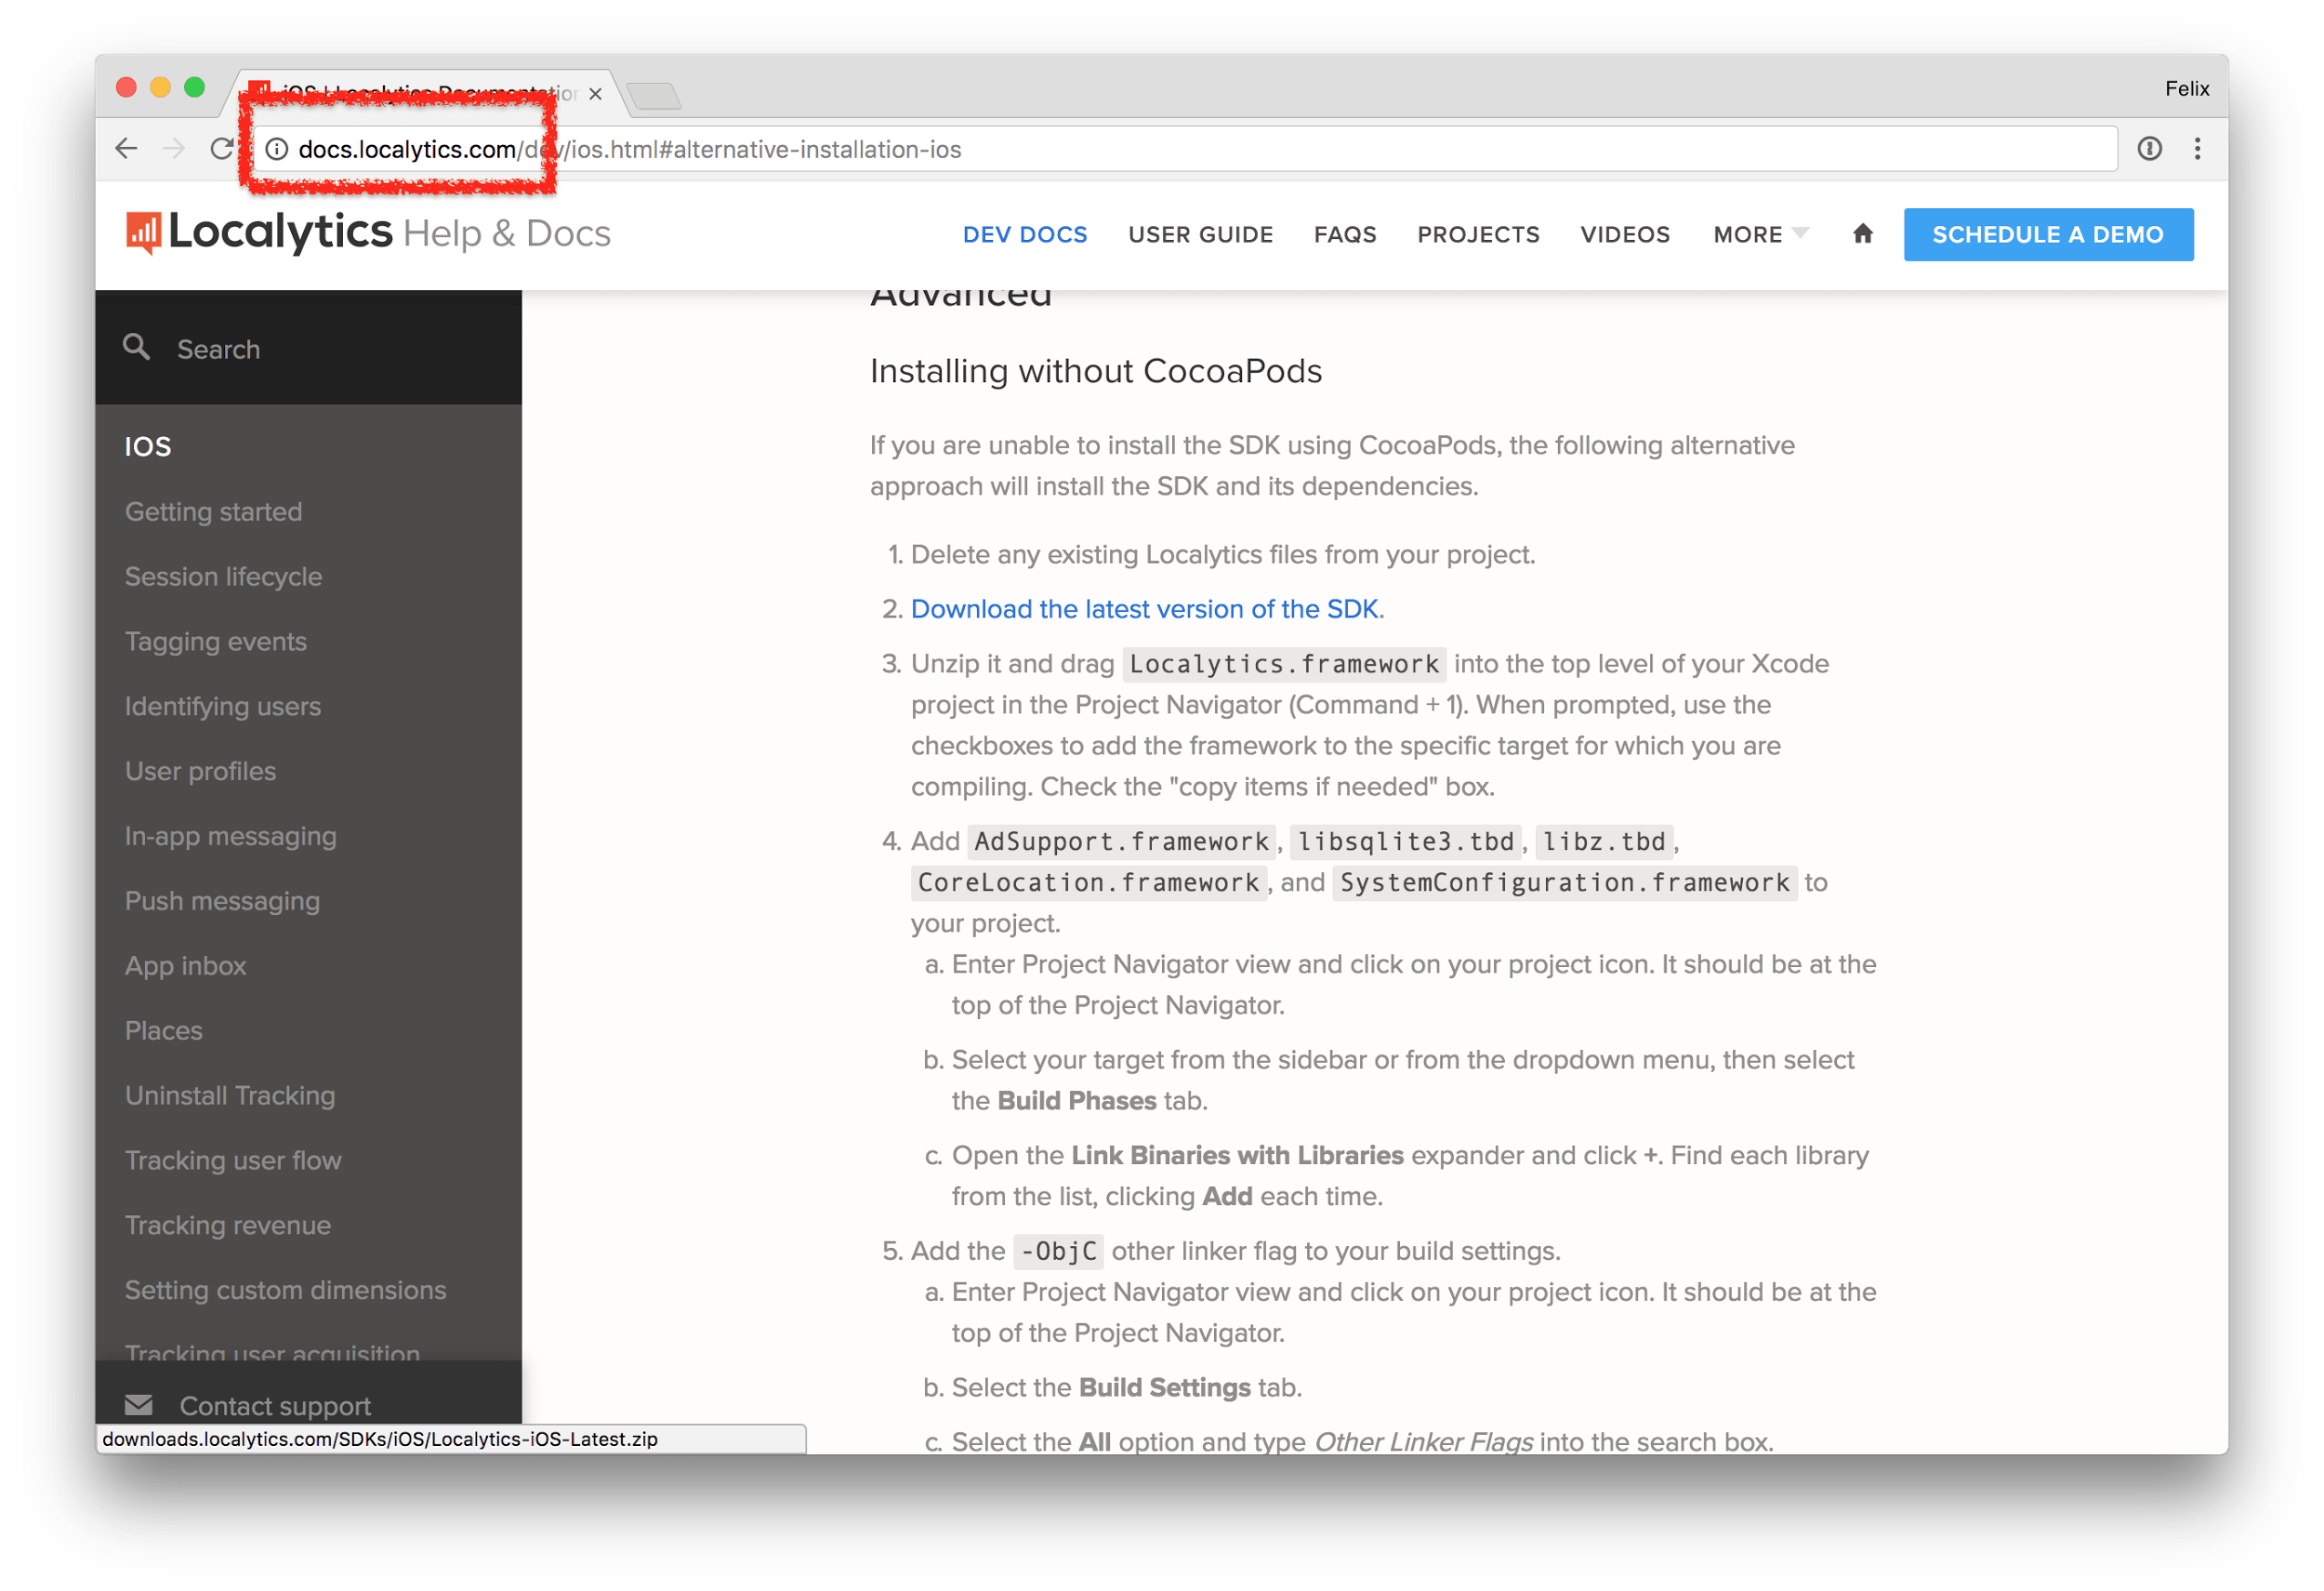 iOS | Localytics Documentation
Felix
docs.localytics.com/dev/ios.html#alternative-installation-ios
Localytics Help & Docs
DEV DOCS USER GUIDE FAQS PROJECTS VIDEOS MORE SCHEDULE A DEMO
Search
IOS
Getting started
Session lifecycle
Tagging events
Identifying users
User profiles
In-app messaging
Push messaging
App inbox
Places
Uninstall Tracking
Tracking user flow
Tracking revenue
Setting custom dimensions
Tracking user acquisition
Contact support
downloads.localytics.com/SDKs/iOS/Localytics-iOS-Latest.zip
Advanced
Installing without CocoaPods
If you are unable to install the SDK using CocoaPods, the following alternative
approach will install the SDK and its dependencies.
1. Delete any existing Localytics files from your project.
2. Download the latest version of the SDK.
3. Unzip it and drag Localytics.framework into the top level of your Xcode
project in the Project Navigator (Command + 1). When prompted, use the
checkboxes to add the framework to the specific target for which you are
compiling. Check the "copy items if needed" box.
4. Add AdSupport.framework, libsqlite3.tbd, libz.tbd,
CoreLocation.framework, and SystemConfiguration.framework to
your project.
a. Enter Project Navigator view and click on your project icon. It should be at the
top of the Project Navigator.
b. Select your target from the sidebar or from the dropdown menu, then select
the Build Phases tab.
c. Open the Link Binaries with Libraries expander and click +. Find each library
from the list, clicking Add each time.
5. Add the -ObjC other linker flag to your build settings.
a. Enter Project Navigator view and click on your project icon. It should be at the
top of the Project Navigator.
b. Select the Build Settings tab.
c. Select the All option and type Other Linker Flags into the search box.